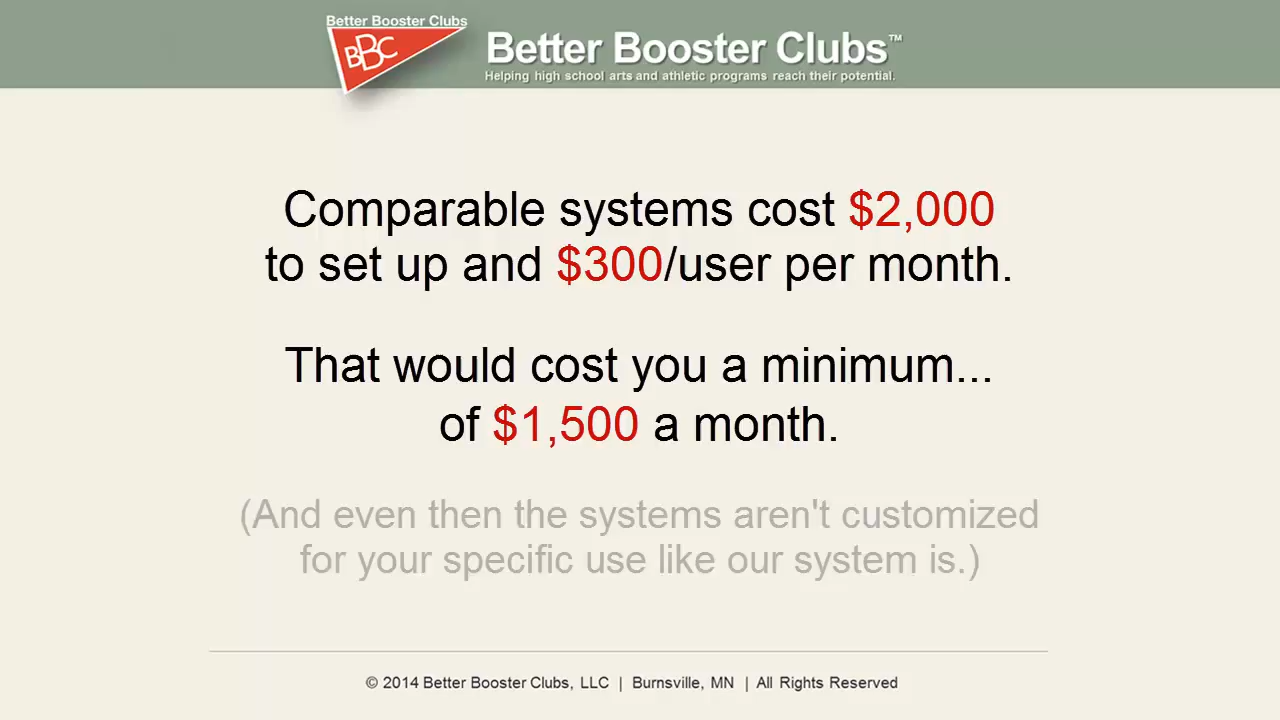 Better Booster Clubs
BBC
Better Booster Clubs™
Helping high school arts and athletic programs reach their potential.
Comparable systems cost $2,000
to set up and $300/user per month.
That would cost you a minimum...
of $1,500 a month.
(And even then the systems aren't customized
for your specific use like our system is.)
© 2014 Better Booster Clubs, LLC | Burnsville, MN | All Rights Reserved